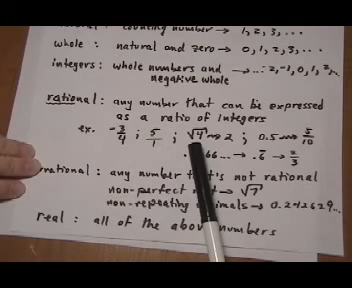 counting number → 1, 2, 3, ...
whole : natural and zero → 0, 1, 2, 3, ...
integers : whole numbers and → ... -2, -1, 0, 1, 2, ...
negative whole
rational : any number that can be expressed
as a ratio of integers
ex. -3/4 ; 5/1 ; √4 → 2 ; 0.5 → 5/10
66... → .6̅ → 2/3
rational : any number that's not rational
non-perfect → √7
non-repeating → 0.242629...
real : all of the above numbers